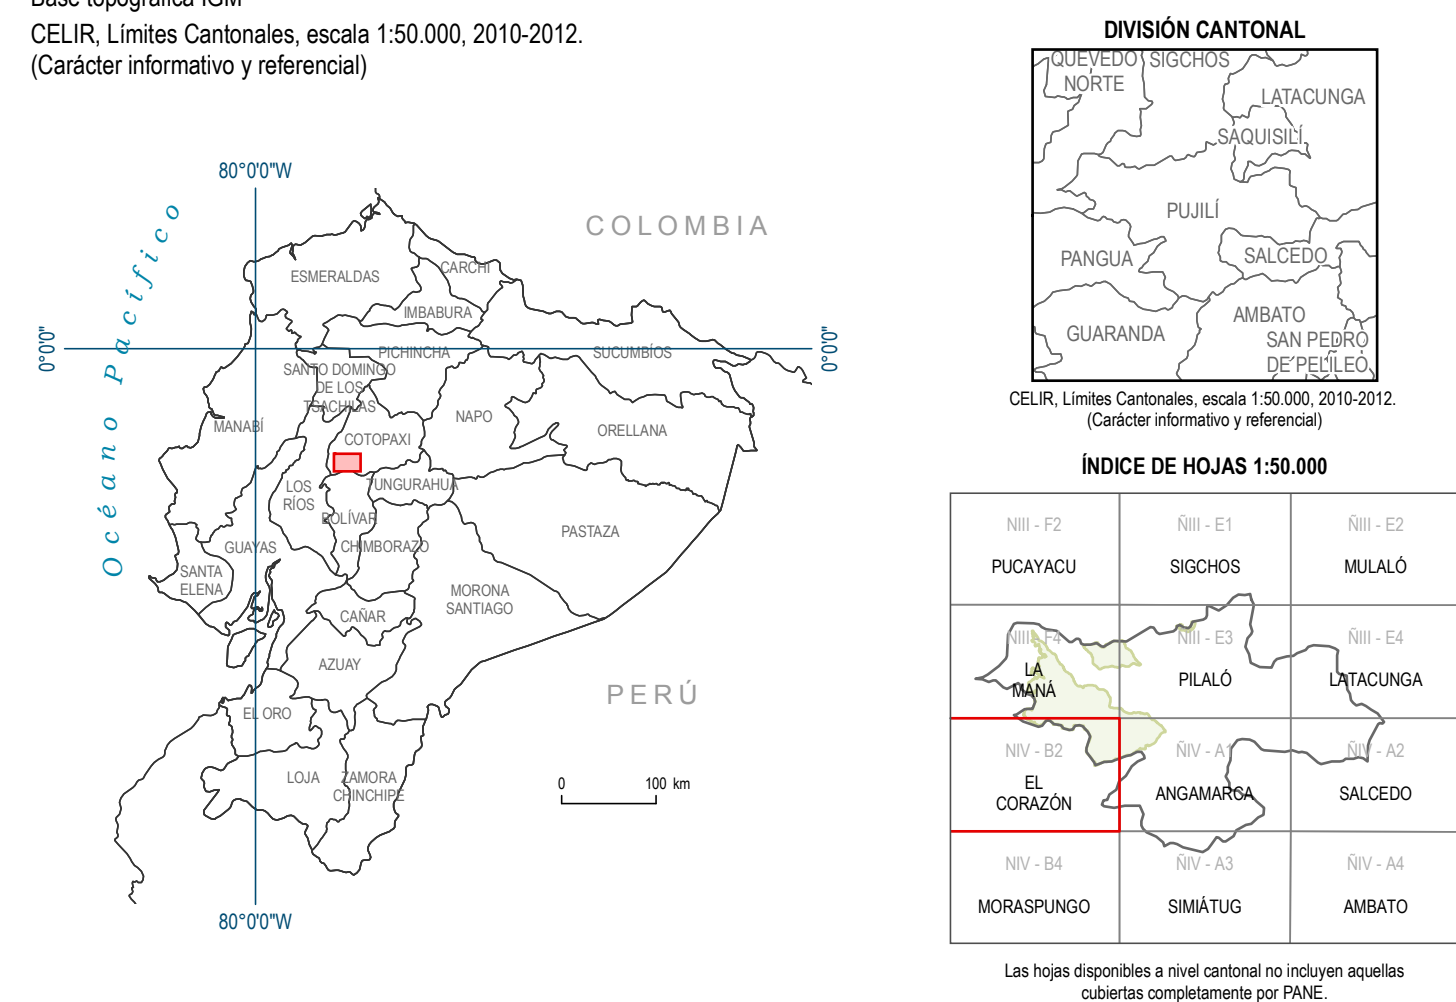 Base topográfica IGM
CELIR, Límites Cantonales, escala 1:50.000, 2010-2012.
(Carácter informativo y referencial)
80°0'0"W
Océano Pacífico
COLOMBIA
ESMERALDAS
CARCHI
IMBABURA
0°0'0"
PICHINCHA
SUCUMBÍOS
0°0'0"
SANTO DOMINGO
DE LOS
TSACHILAS
MANABÍ
NAPO
COTOPAXI
ORELLANA
LOS
RÍOS
TUNGURAHUA
BOLÍVAR
PASTAZA
GUAYAS
CHIMBORAZO
SANTA
ELENA
MORONA
SANTIAGO
CAÑAR
AZUAY
PERÚ
EL ORO
LOJA
ZAMORA
CHINCHIPE
0 100 km
80°0'0"W
DIVISIÓN CANTONAL
QUEVEDO
NORTE
SIGCHOS
LATACUNGA
SAQUISILÍ
PUJILÍ
PANGUA
SALCEDO
GUARANDA
AMBATO
SAN PEDRO
DE PELILEO
CELIR, Límites Cantonales, escala 1:50.000, 2010-2012.
(Carácter informativo y referencial)
ÍNDICE DE HOJAS 1:50.000
NIII - F2 ÑIII - E1 ÑIII - E2
PUCAYACU SIGCHOS MULALÓ
NIII - F4 ÑIII - E3 ÑIII - E4
LA
MANÁ
PILALÓ LATACUNGA
NIV - B2 ÑIV - A1 ÑIV - A2
EL
CORAZÓN
ANGAMARCA SALCEDO
NIV - B4 ÑIV - A3 ÑIV - A4
MORASPUNGO SIMIÁTUG AMBATO
Las hojas disponibles a nivel cantonal no incluyen aquellas
cubiertas completamente por PANE.